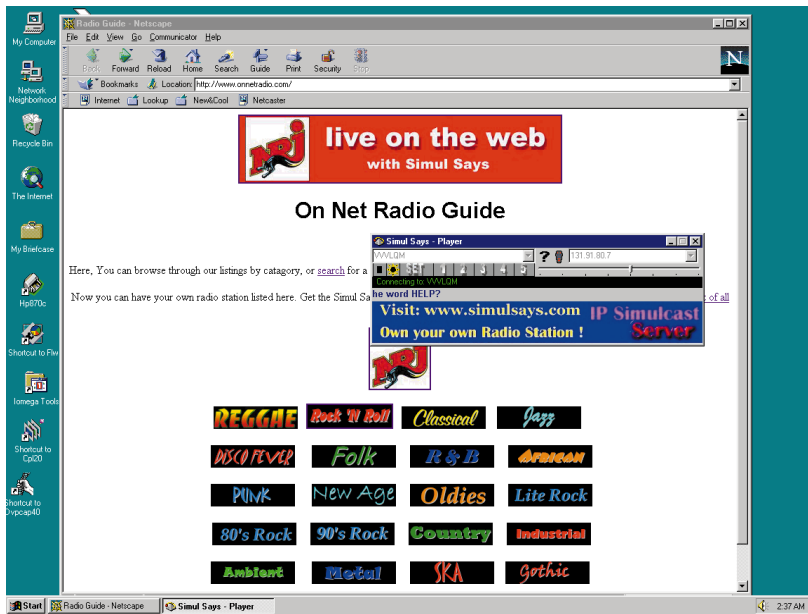 Radio Guide - Netscape
File Edit View Go Communicator Help
Back Forward Reload Home Search Guide Print Security Stop
N
Bookmarks Location: http://www.onnetradio.com/
Internet Lookup New&Cool Netcaster
My Computer
Network
Neighborhood
Recycle Bin
The Internet
My Briefcase
Hp870c
Shortcut to Flw
Iomega Tools
Shortcut to
Cpl20
Shortcut to
Dvpcap40
NRJ
live on the web
with Simul Says
On Net Radio Guide
Here, You can browse through our listings by catagory, or search for a
Now you can have your own radio station listed here. Get the Simul Sa
of all
Simul Says - Player
WVLQM ? 131.91.80.7
SET 1 2 3 4 5
Connecting to: WVLQM
he word HELP?
Visit: www.simulsays.com IP Simulcast
Own your own Radio Station ! Server
NRJ
REGGAE Rock 'N Roll Classical Jazz
DISCO FEVER Folk R & B AFRICAN
PUNK New Age Oldies Lite Rock
80's Rock 90's Rock Country Industrial
Ambient Metal SKA Gothic
Start Radio Guide - Netscape Simul Says - Player 2:37 AM